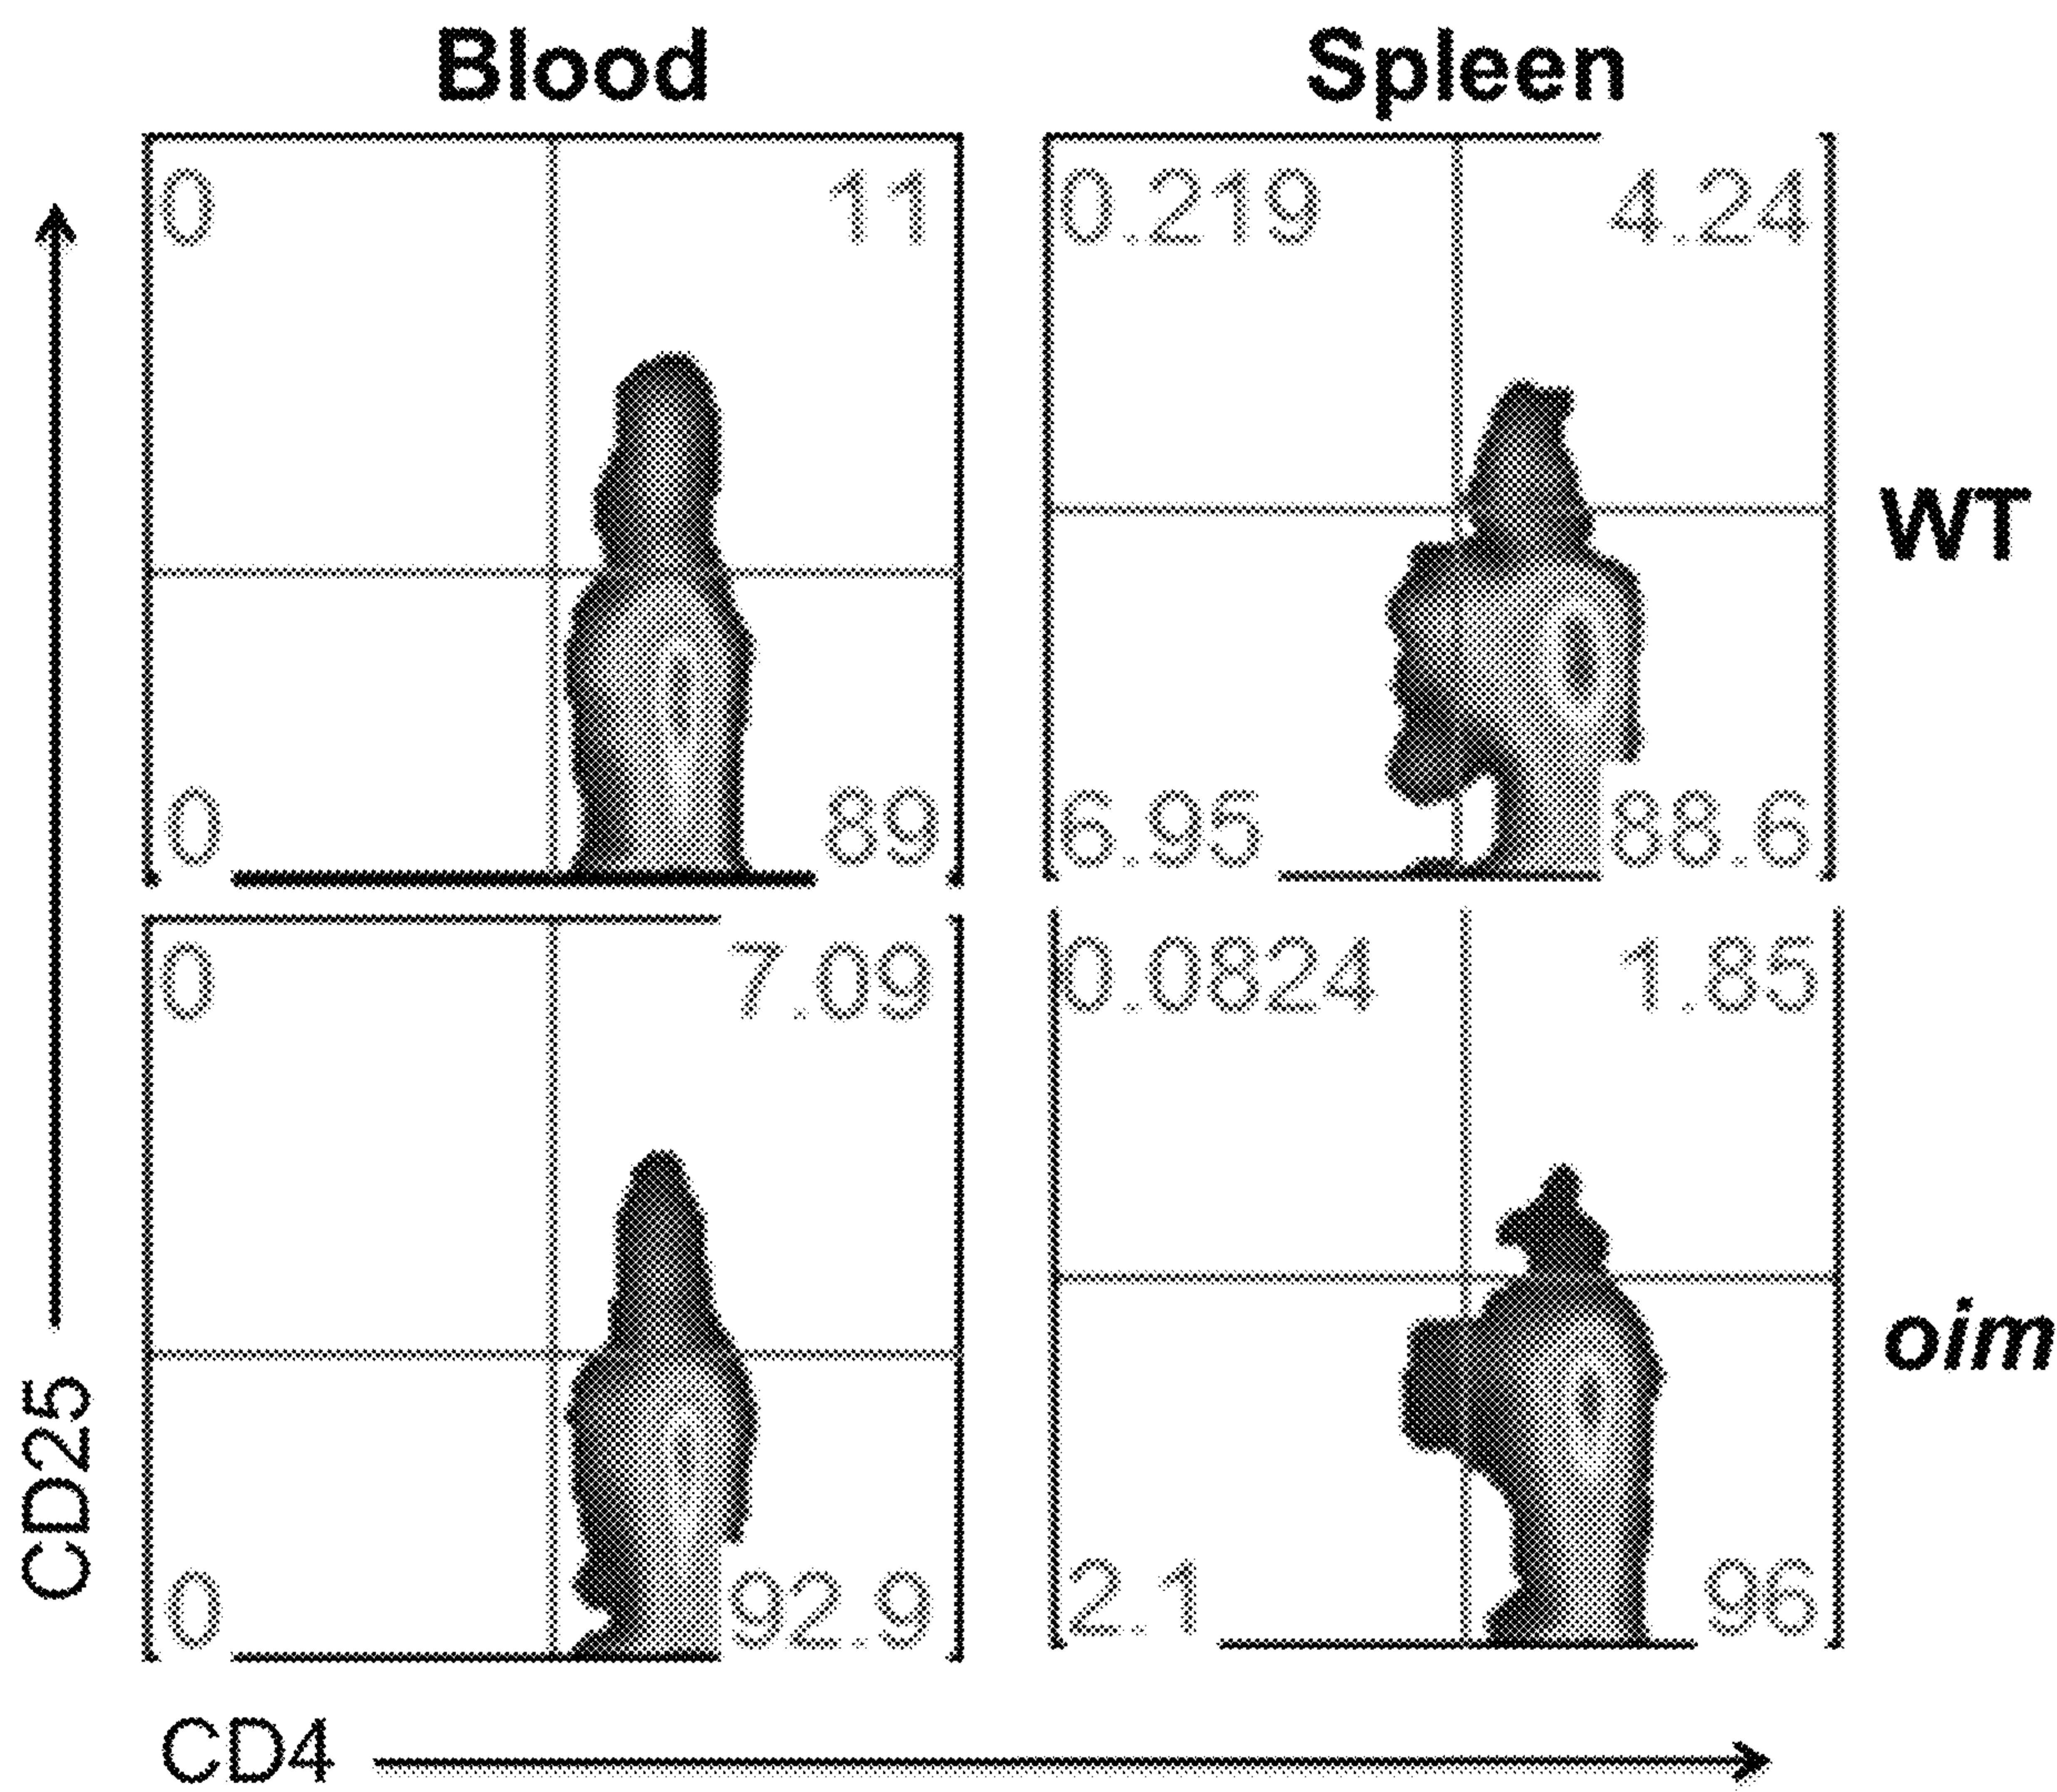 Blood Spleen
0 11 0.219 4.24
WT
0 89 6.95 88.6
0 7.09 0.0824 1.85
oim
CD25
0 92.9 2.1 96
CD4